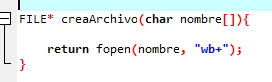 FILE* creaArchivo(char nombre[]){
return fopen(nombre, "wb+");
}